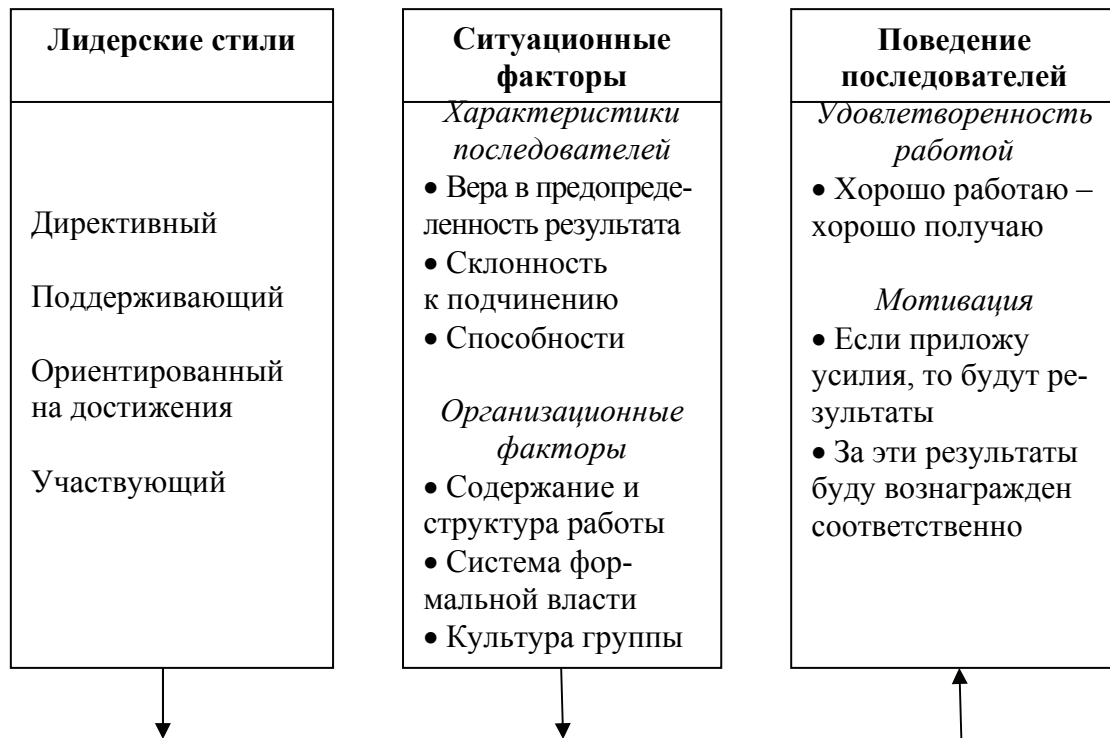 Лидерские стили
Директивный
Поддерживающий
Ориентированный
на достижения
Участвующий
Ситуационные
факторы
Характеристики
последователей
• Вера в предопреде-
ленность результата
• Склонность
к подчинению
• Способности
Организационные
факторы
• Содержание и
структура работы
• Система фор-
мальной власти
• Культура группы
Поведение
последователей
Удовлетворенность
работой
• Хорошо работаю –
хорошо получаю
Мотивация
• Если приложу
усилия, то будут ре-
зультаты
• За эти результаты
буду вознагражден
соответственно